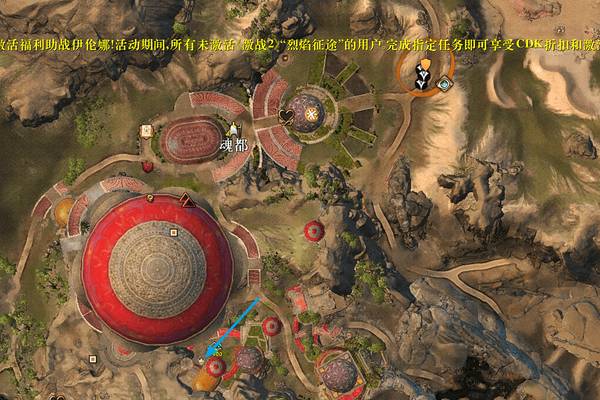 激活福利助战伊伦娜!活动期间,所有未激活“激战2”“烈焰征途”的用户,完成指定任务即可享受CDK折扣和激活
魂都